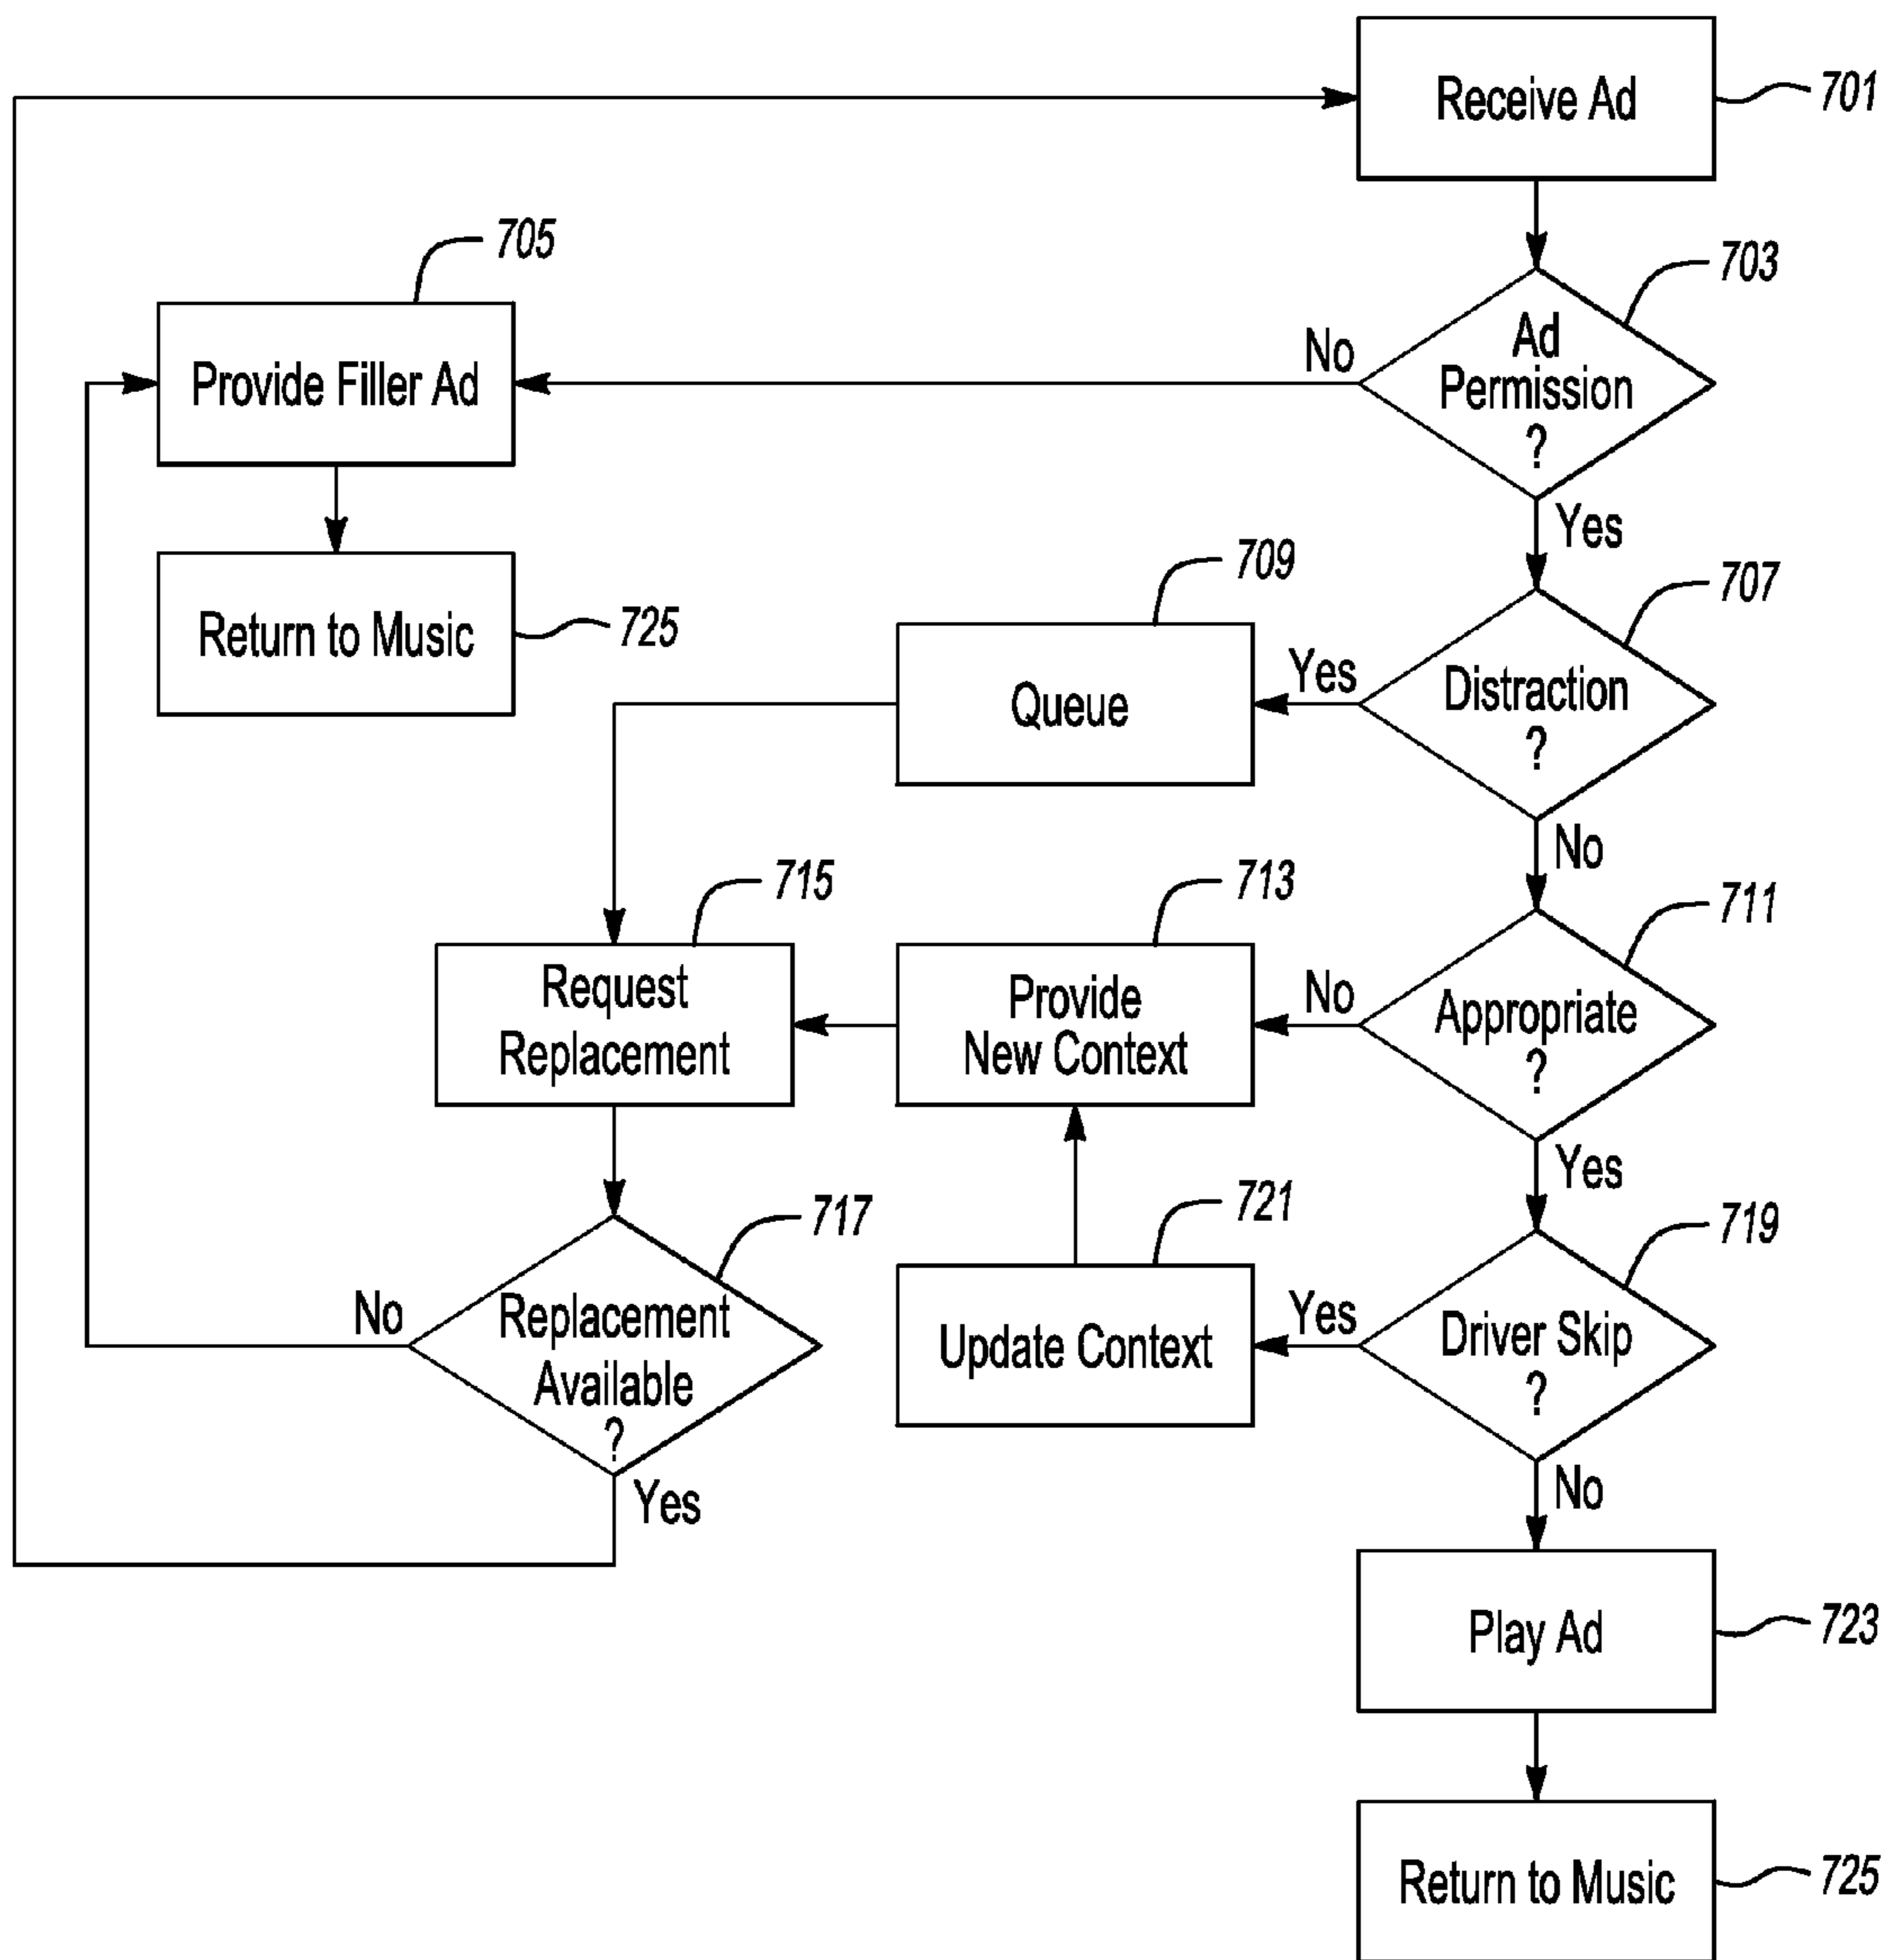 Receive Ad
701
705
703
Provide Filler Ad
No
Ad
Permission
?
Yes
709
707
Return to Music
725
Queue
Yes
Distraction
?
No
715
713
711
Request
Replacement
Provide
New Context
No
Appropriate
?
Yes
717
721
719
No
Replacement
Available
?
Yes
Update Context
Yes
Driver Skip
?
No
Play Ad
723
Return to Music
725